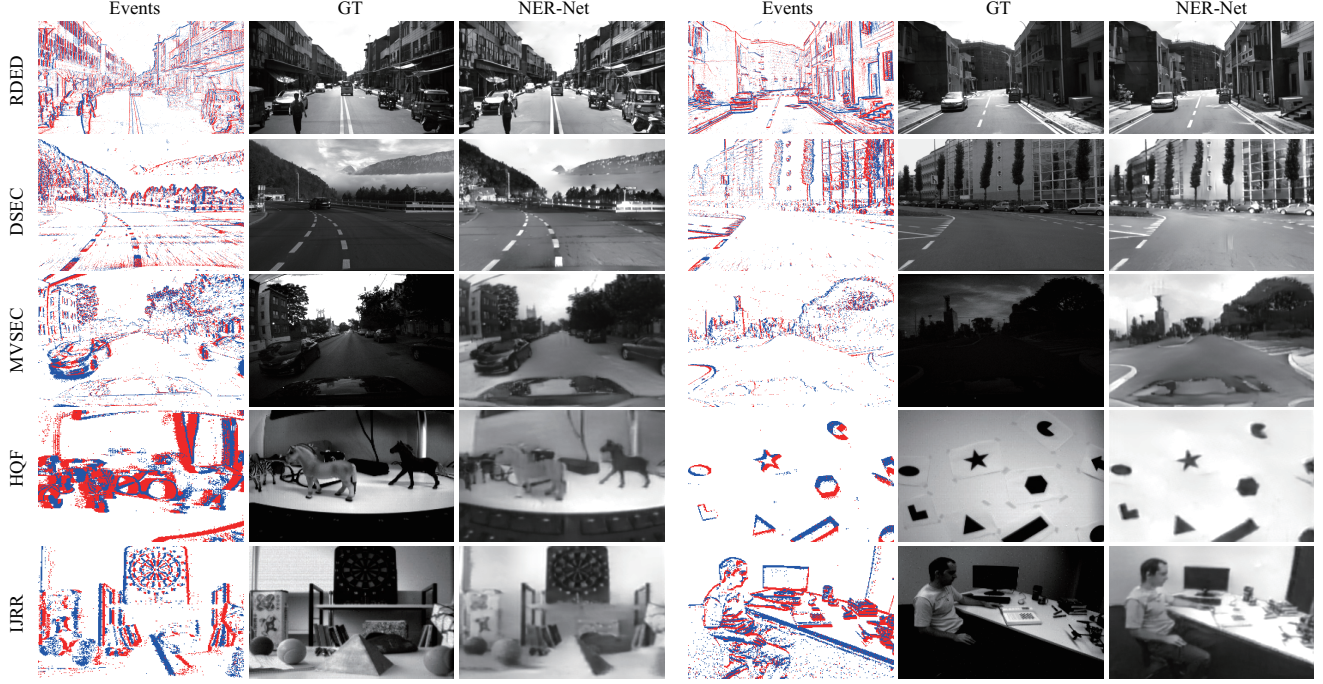 Events GT NER-Net Events GT NER-Net
RDED
DSEC
MVSEC
HQF
IJRR